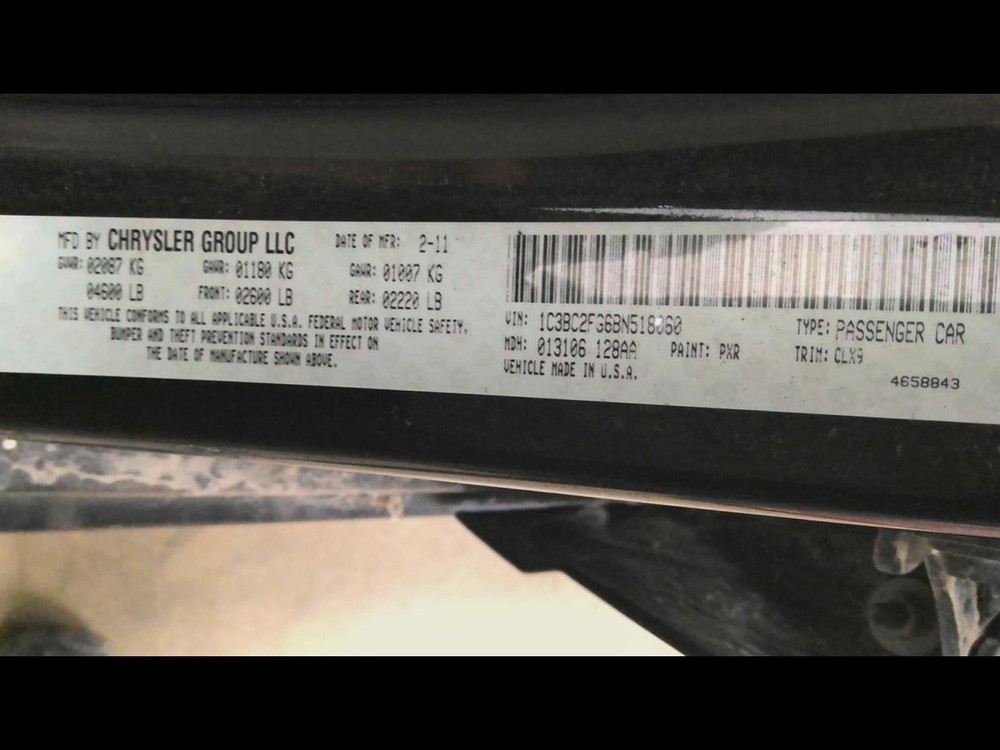 MFD BY CHRYSLER GROUP LLC DATE OF MFR: 2-11
GVWR: 02087 KG GAWR: 01180 KG GAWR: 01007 KG
04600 LB FRONT: 02600 LB REAR: 02220 LB
THIS VEHICLE CONFORMS TO ALL APPLICABLE U.S.A. FEDERAL MOTOR VEHICLE SAFETY,
BUMPER AND THEFT PREVENTION STANDARDS IN EFFECT ON
THE DATE OF MANUFACTURE SHOWN ABOVE.
VIN: 1C3BC2FG6BN518060 TYPE: PASSENGER CAR
MDH: 013106 128AA PAINT: PXR TRIM: CLX9
VEHICLE MADE IN U.S.A.
4658843